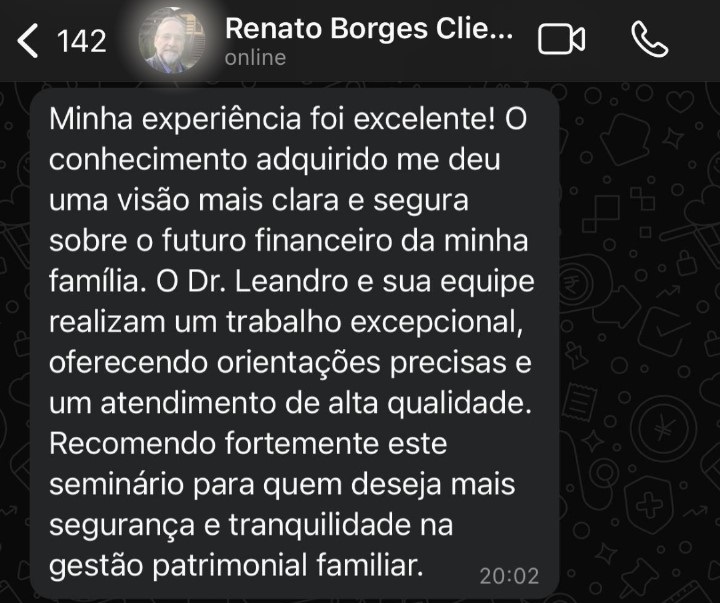 142
Renato Borges Clie...
online
Minha experiência foi excelente! O
conhecimento adquirido me deu
uma visão mais clara e segura
sobre o futuro financeiro da minha
família. O Dr. Leandro e sua equipe
realizam um trabalho excepcional,
oferecendo orientações precisas e
um atendimento de alta qualidade.
Recomendo fortemente este
seminário para quem deseja mais
segurança e tranquilidade na
gestão patrimonial familiar.
20:02